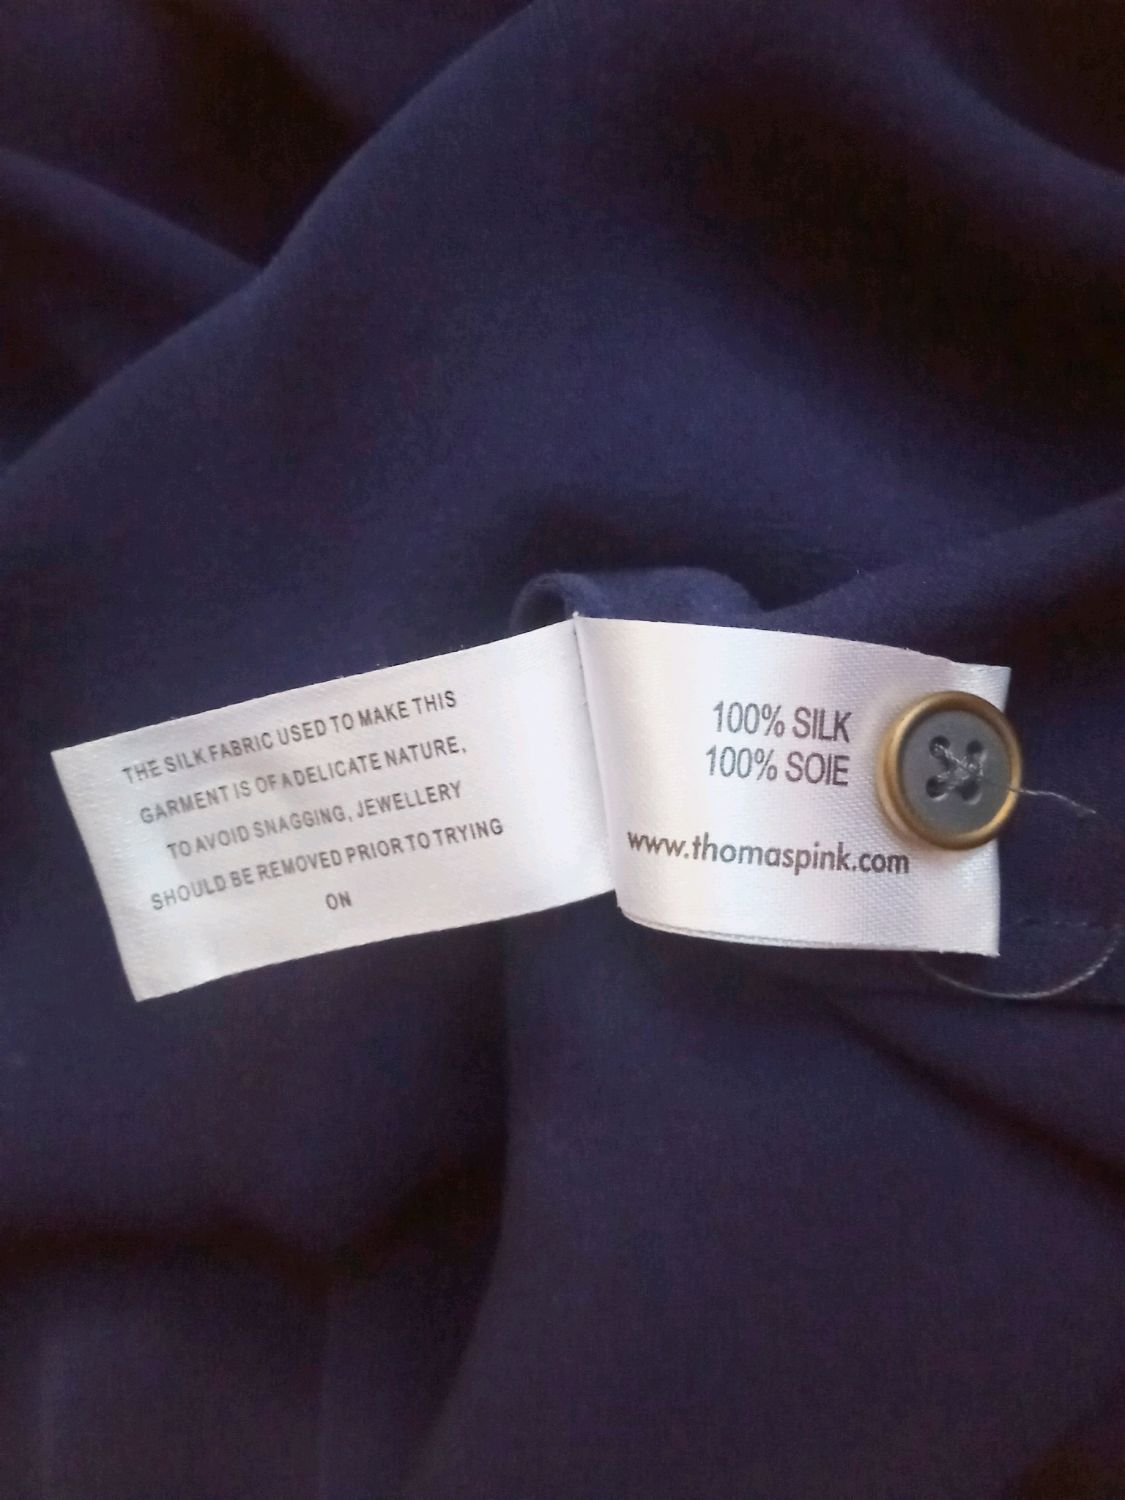 THE SILK FABRIC USED TO MAKE THIS
GARMENT IS OF A DELICATE NATURE,
TO AVOID SNAGGING, JEWELLERY
SHOULD BE REMOVED PRIOR TO TRYING
ON
100% SILK
100% SOIE
www.thomaspink.com